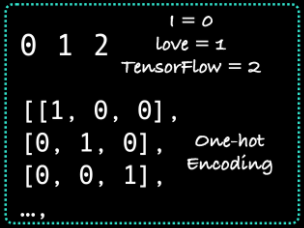 I = 0
0 1 2
love = 1
TensorFlow = 2
[[1, 0, 0],
[0, 1, 0],
One-hot
Encoding
[0, 0, 1],
…,